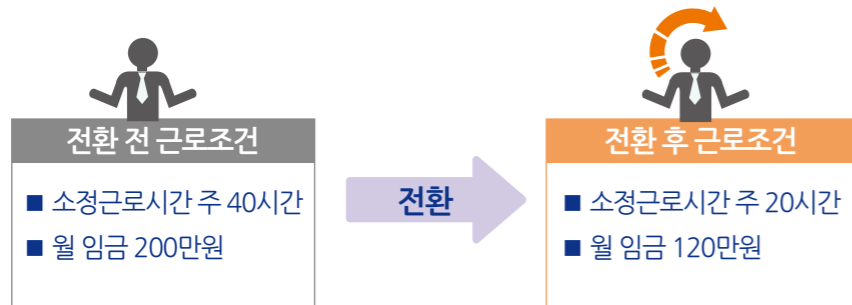 전환 전 근로조건
■ 소정근로시간 주 40시간
■ 월 임금 200만원
전환
전환 후 근로조건
■ 소정근로시간 주 20시간
■ 월 임금 120만원